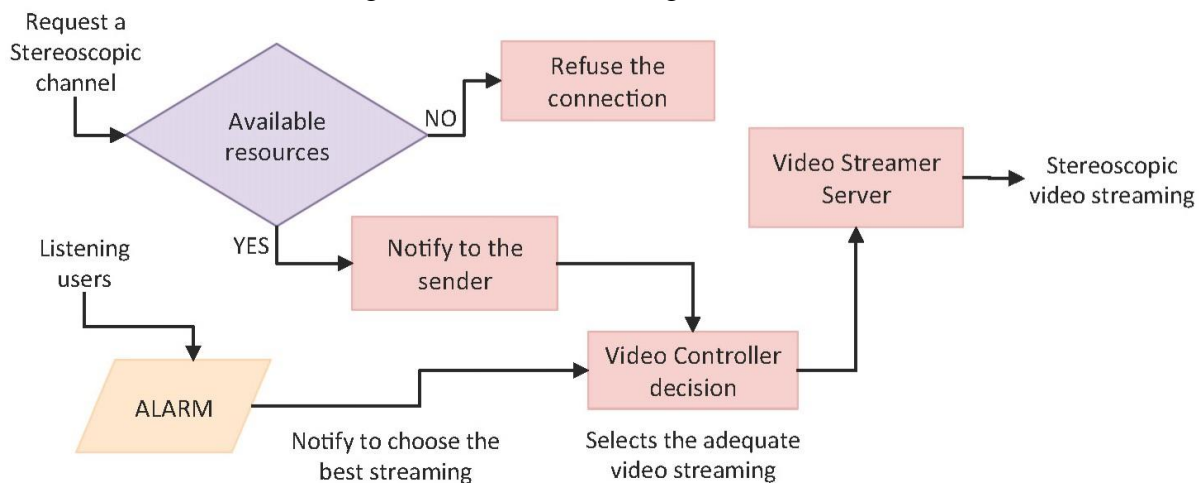 Request a
Stereoscopic
channel
Available
resources
NO
Refuse the
connection
YES
Notify to the
sender
Video Streamer
Server
Stereoscopic
video streaming
Listening
users
ALARM
Notify to choose the
best streaming
Video Controller
decision
Selects the adequate
video streaming